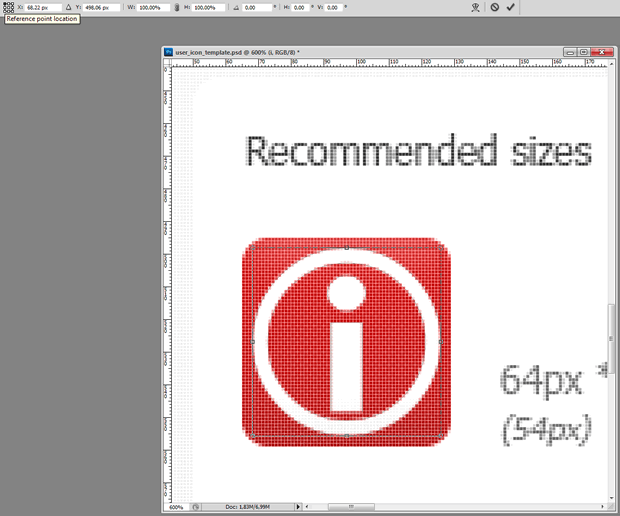 X: 68.22 px Y: 498.06 px W: 100.00% H: 100.00% 0.00 ° H: 0.00 ° V: 0.00 °
Reference point location
user_icon_template.psd @ 600% (i, RGB/8) *
50 60 70 80 90 100 110 120 130 140 150 160 170
Recommended sizes
i
64px *
(54px)
600% Doc: 1,83M/6,99M